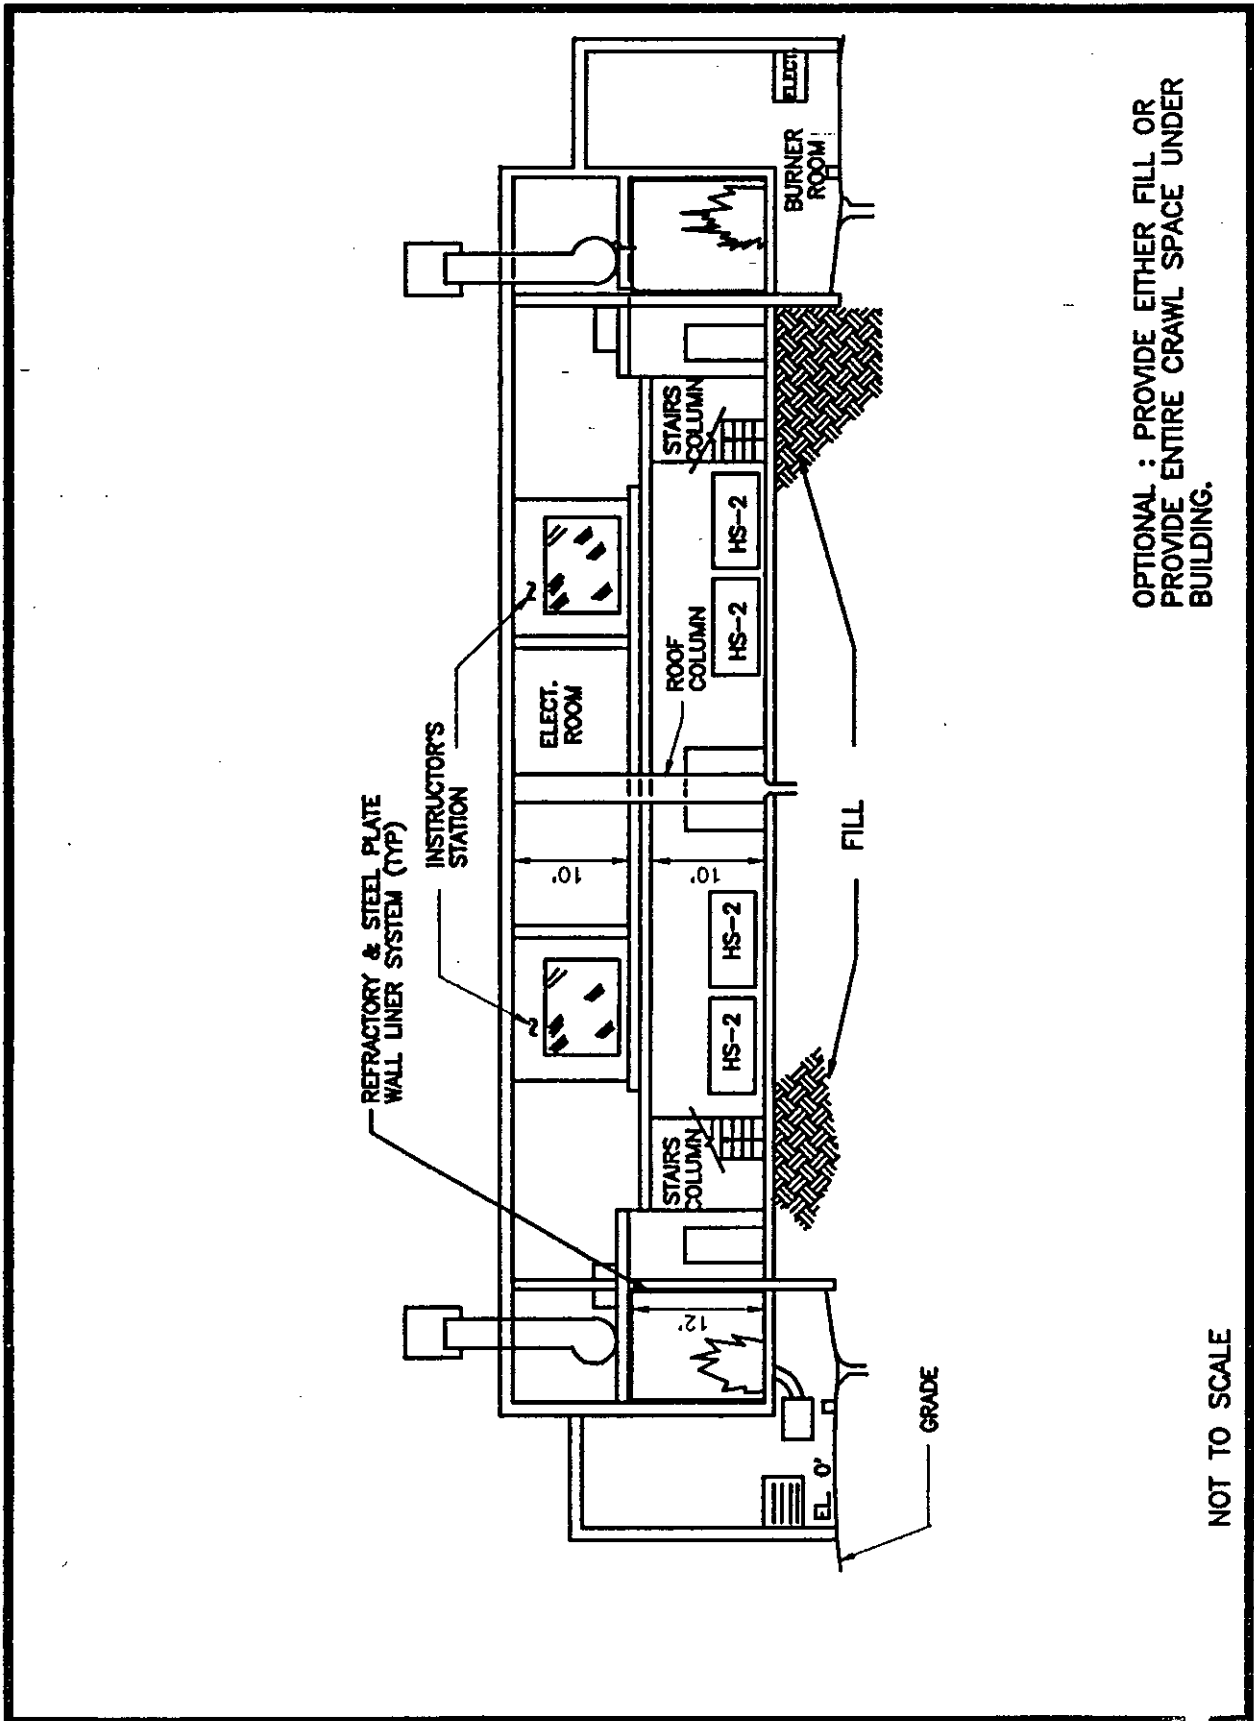 REFRACTORY & STEEL PLATE
WALL LINER SYSTEM (TYP)
INSTRUCTOR'S
STATION
ELECT.
ROOM
10'
10'
12'
ROOF
COLUMN
STAIRS
COLUMN
STAIRS
COLUMN
HS-2
HS-2
HS-2
HS-2
BURNER
ROOM
ELECT.
EL. 0'
FILL
GRADE
OPTIONAL : PROVIDE EITHER FILL OR
PROVIDE ENTIRE CRAWL SPACE UNDER
BUILDING.
NOT TO SCALE